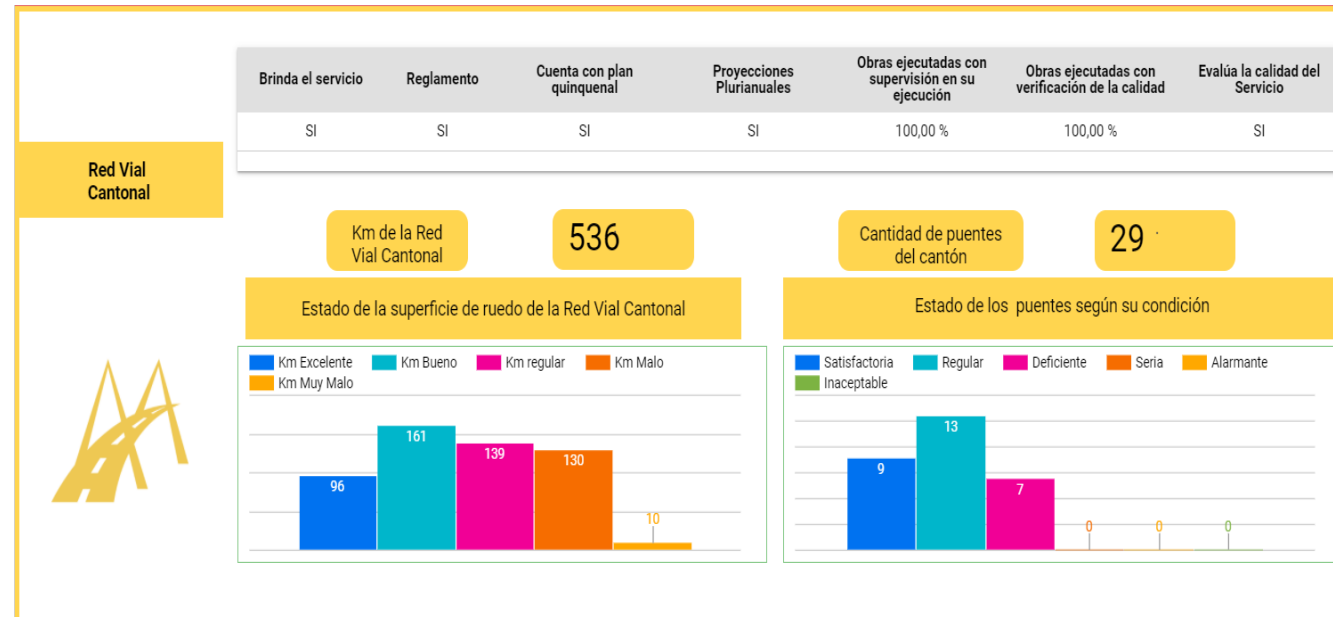 Brinda el servicio
Reglamento
Cuenta con plan
quinquenal
Proyecciones
Plurianuales
Obras ejecutadas con
supervisión en su
ejecución
Obras ejecutadas con
verificación de la calidad
Evalúa la calidad del
Servicio
SI
SI
SI
SI
100,00 %
100,00 %
SI
Red Vial
Cantonal
Km de la Red
Vial Cantonal
536
Cantidad de puentes
del cantón
29
Estado de la superficie de ruedo de la Red Vial Cantonal
Km Excelente
Km Bueno
Km regular
Km Malo
Km Muy Malo
96
161
139
130
10
Estado de los puentes según su condición
Satisfactoria
Regular
Deficiente
Seria
Alarmante
Inaceptable
9
13
7
0
0
0